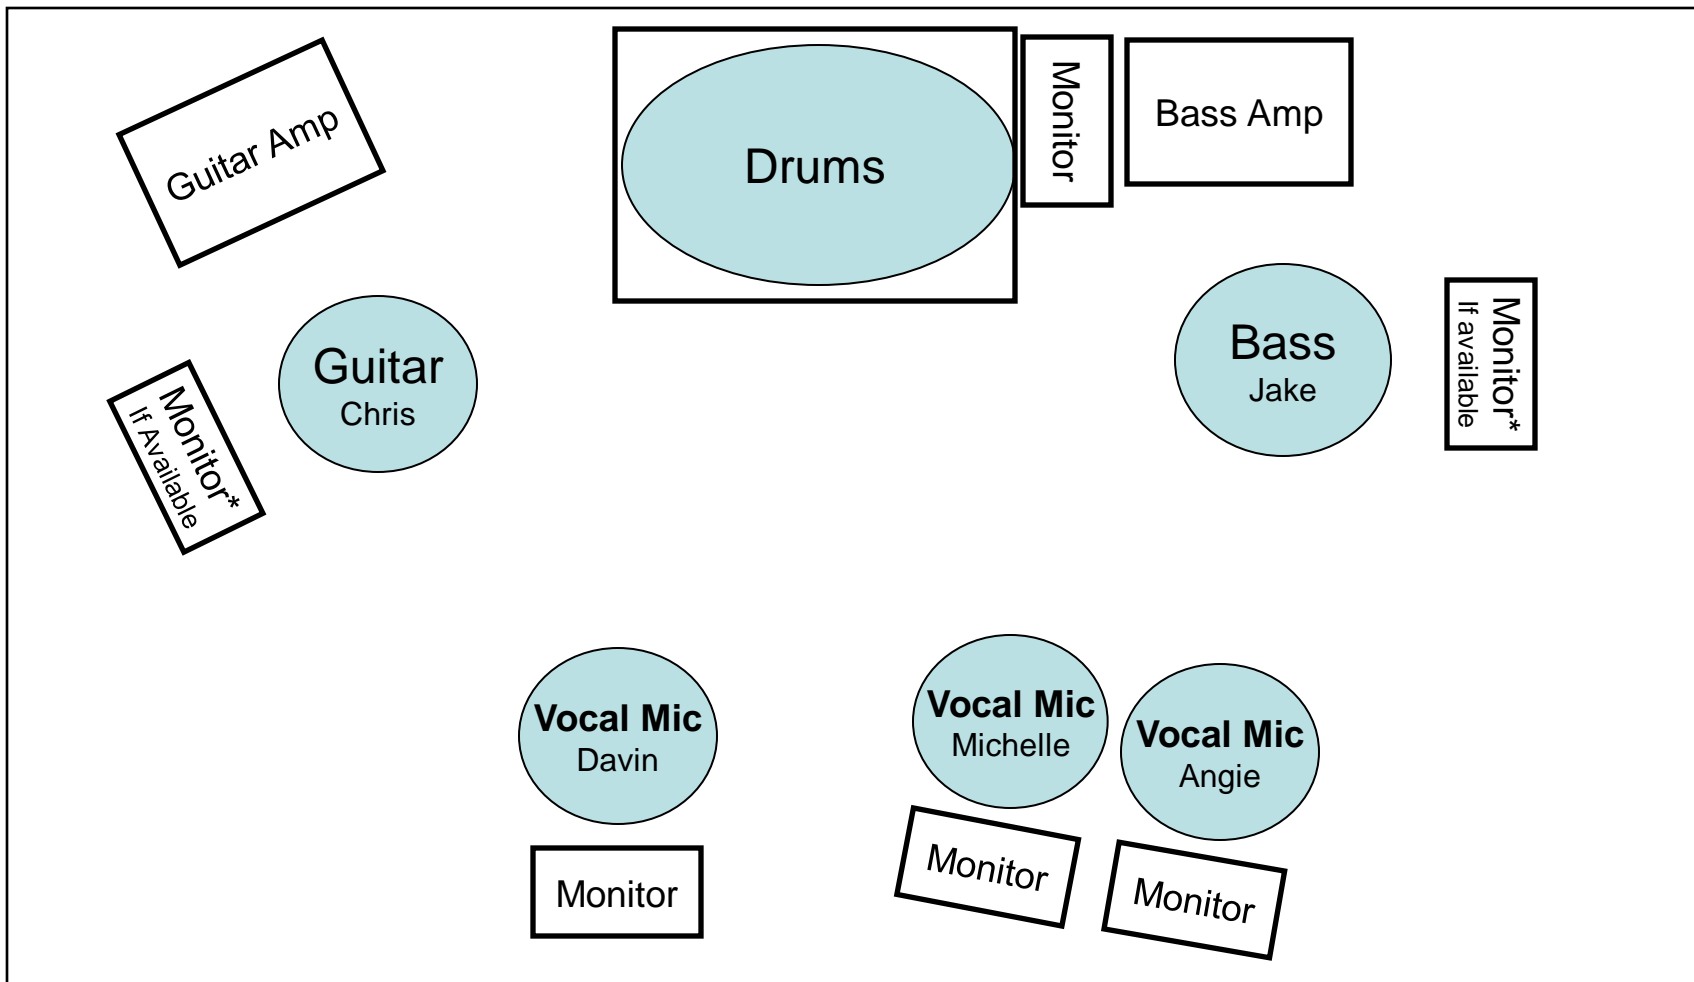 Guitar Amp
Drums
Monitor
Bass Amp
Guitar
Chris
Monitor*
If Available
Bass
Jake
Monitor*
If available
Vocal Mic
Davin
Vocal Mic
Michelle
Vocal Mic
Angie
Monitor
Monitor
Monitor